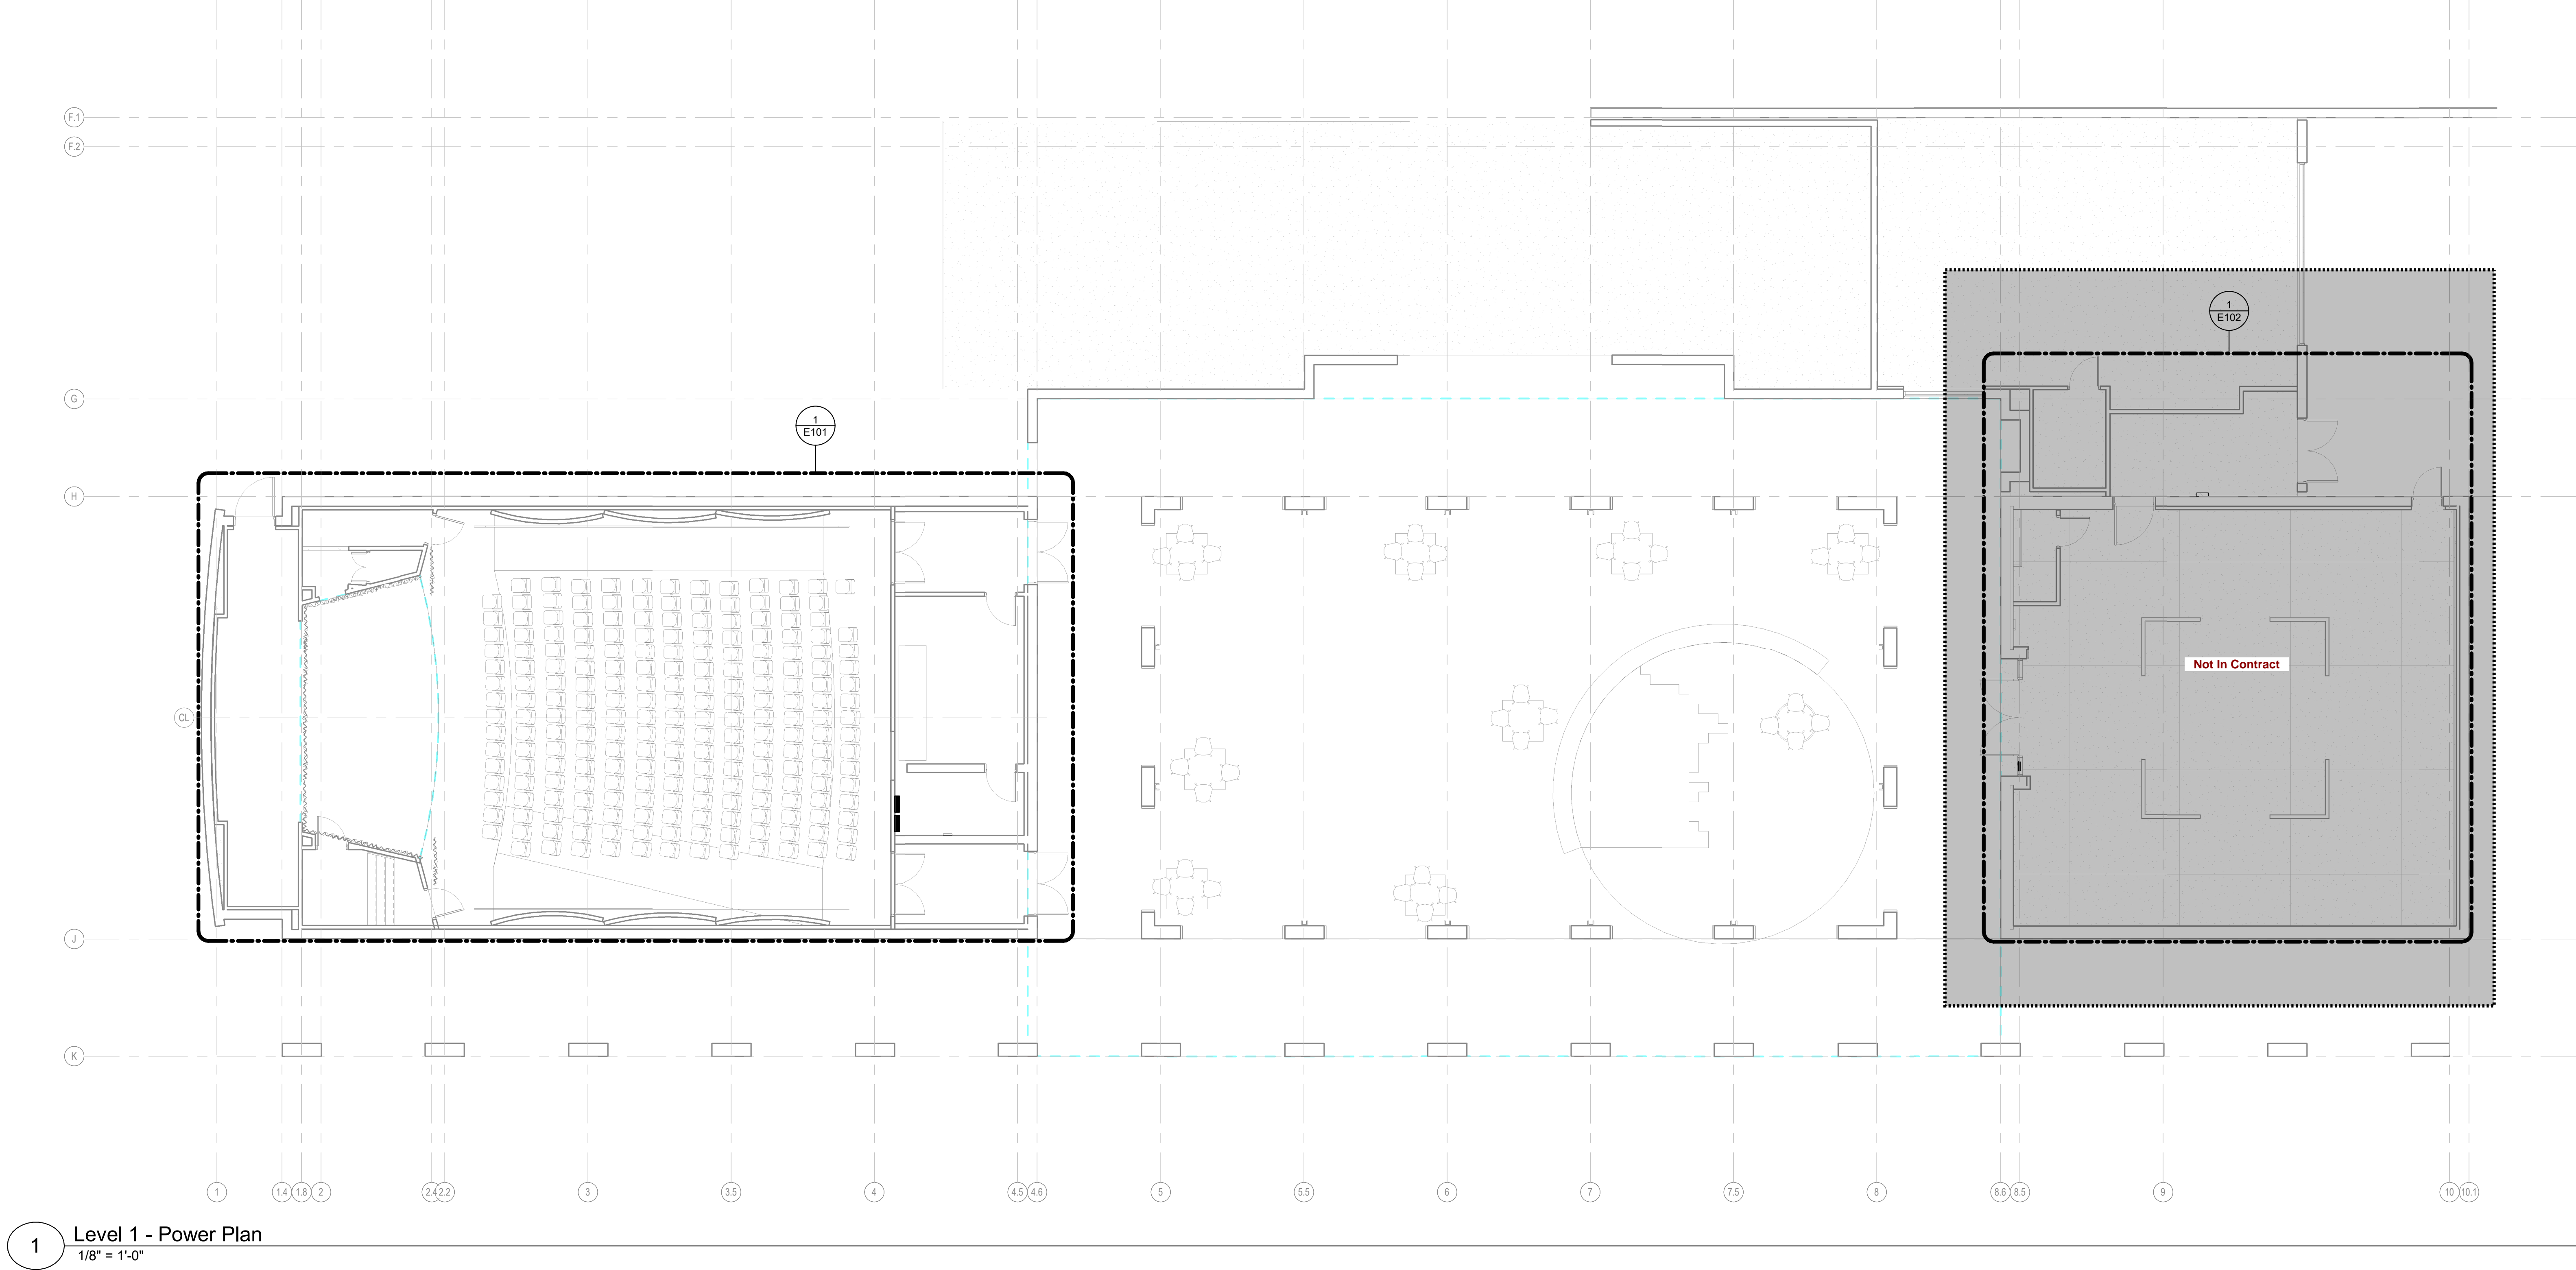 F.1
F.2
1
E102
G
1
E101
H
Not In Contract
CL
J
K
1 1.4 1.8 2 2.4 2.2 3 3.5 4 4.5 4.6 5 5.5 6 7 7.5 8 8.6 8.5 9 10 10.1
1 Level 1 - Power Plan
1/8" = 1'-0"